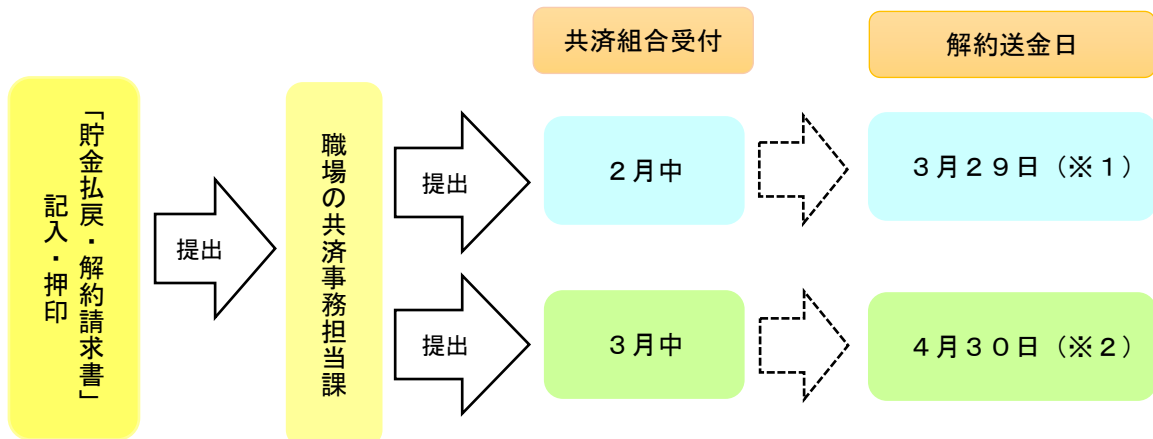 共済組合受付
解約送金日
「貯金払戻・解約請求書」
記入・押印
提出
職場の共済事務担当課
提出
２月中
３月２９日（※１）
提出
３月中
４月３０日（※２）